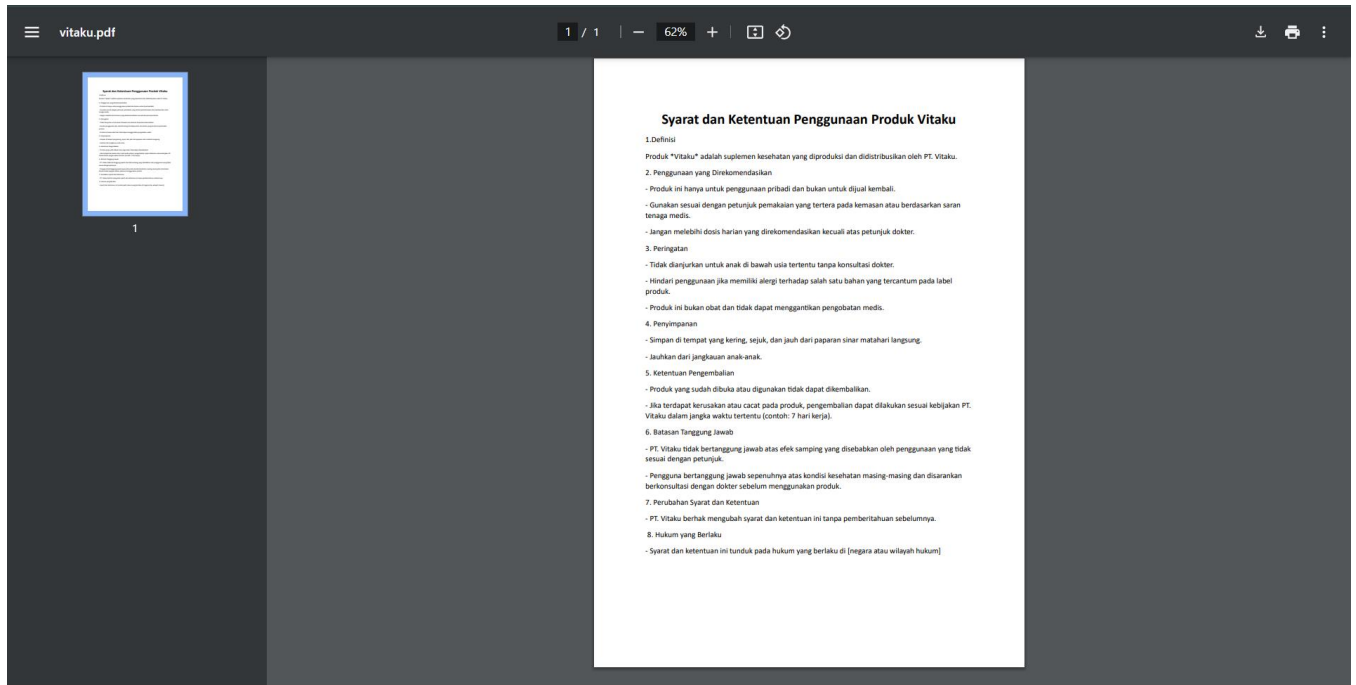 vitaku.pdf
1 / 1
62%
1
Syarat dan Ketentuan Penggunaan Produk Vitaku
1.Definisi
Produk *Vitaku* adalah suplemen kesehatan yang diproduksi dan didistribusikan oleh PT. Vitaku.
2. Penggunaan yang Direkomendasikan
- Produk ini hanya untuk penggunaan pribadi dan bukan untuk dijual kembali.
- Gunakan sesuai dengan petunjuk pemakaian yang tertera pada kemasan atau berdasarkan saran
tenaga medis.
- Jangan melebihi dosis harian yang direkomendasikan kecuali atas petunjuk dokter.
3. Peringatan
- Tidak dianjurkan untuk anak di bawah usia tertentu tanpa konsultasi dokter.
- Hindari penggunaan jika memiliki alergi terhadap salah satu bahan yang tercantum pada label
produk.
- Produk ini bukan obat dan tidak dapat menggantikan pengobatan medis.
4. Penyimpanan
- Simpan di tempat yang kering, sejuk, dan jauh dari paparan sinar matahari langsung.
- Jauhkan dari jangkauan anak-anak.
5. Ketentuan Pengembalian
- Produk yang sudah dibuka atau digunakan tidak dapat dikembalikan.
- Jika terdapat kerusakan atau cacat pada produk, pengembalian dapat dilakukan sesuai kebijakan PT.
Vitaku dalam jangka waktu tertentu (contoh: 7 hari kerja).
6. Batasan Tanggung Jawab
- PT. Vitaku tidak bertanggung jawab atas efek samping yang disebabkan oleh penggunaan yang tidak
sesuai dengan petunjuk.
- Pengguna bertanggung jawab sepenuhnya atas kondisi kesehatan masing-masing dan disarankan
berkonsultasi dengan dokter sebelum menggunakan produk.
7. Perubahan Syarat dan Ketentuan
- PT. Vitaku berhak mengubah syarat dan ketentuan ini tanpa pemberitahuan sebelumnya.
8. Hukum yang Berlaku
- Syarat dan ketentuan ini tunduk pada hukum yang berlaku di [negara atau wilayah hukum]